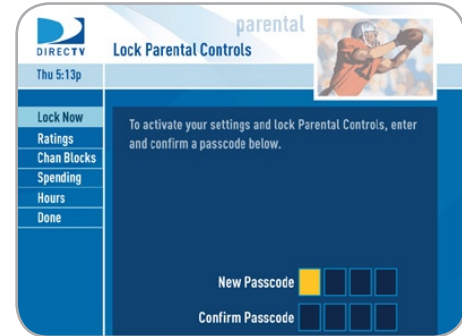 parental
DIRECTV
Lock Parental Controls
Thu 5:13p
Lock Now
Ratings
Chan Blocks
Spending
Hours
Done
To activate your settings and lock Parental Controls, enter
and confirm a passcode below.
New Passcode
Confirm Passcode